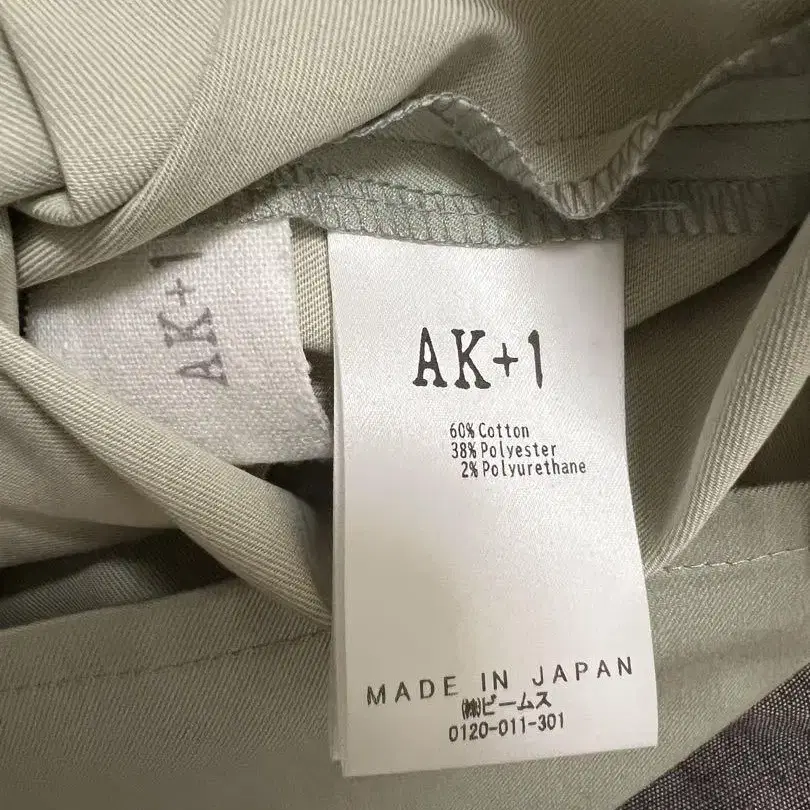 AK+1
AK+1
60% Cotton
38% Polyester
2% Polyurethane
MADE IN JAPAN
㈱ビームス
0120-011-301